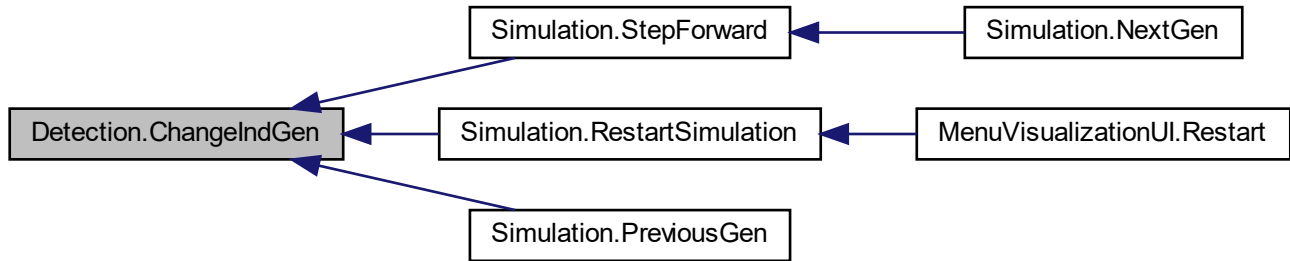 Simulation.StepForward
Simulation.NextGen
Detection.ChangeIndGen
Simulation.RestartSimulation
MenuVisualizationUI.Restart
Simulation.PreviousGen